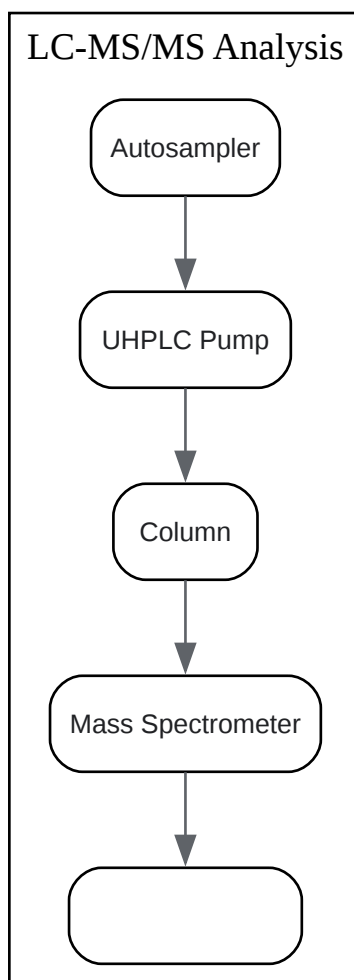 LC-MS/MS Analysis
Autosampler
UHPLC Pump
Column
Mass Spectrometer